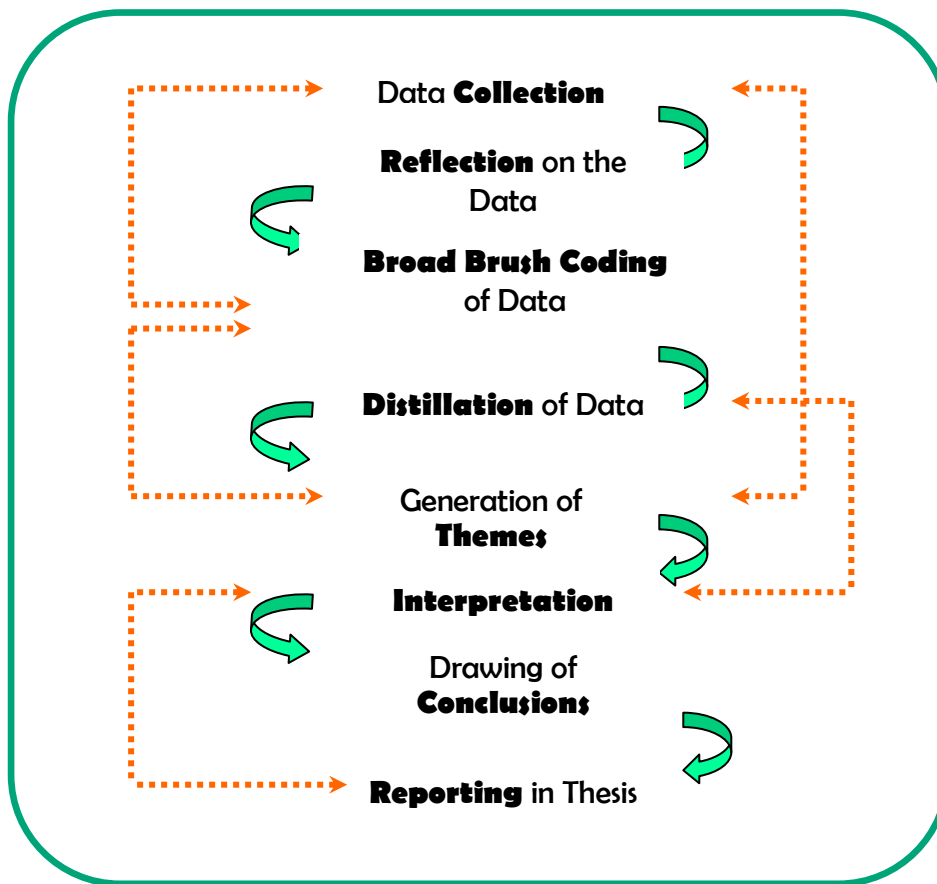 Data Collection
Reflection on the
Data
Broad Brush Coding
of Data
Distillation of Data
Generation of
Themes
Interpretation
Drawing of
Conclusions
Reporting in Thesis